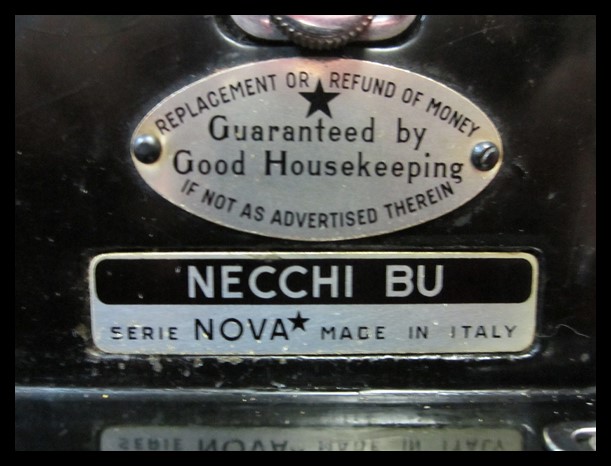 REPLACEMENT OR ★ REFUND OF MONEY
Guaranteed by
Good Housekeeping
IF NOT AS ADVERTISED THEREIN
NECCHI BU
SERIE NOVA★ MADE IN ITALY